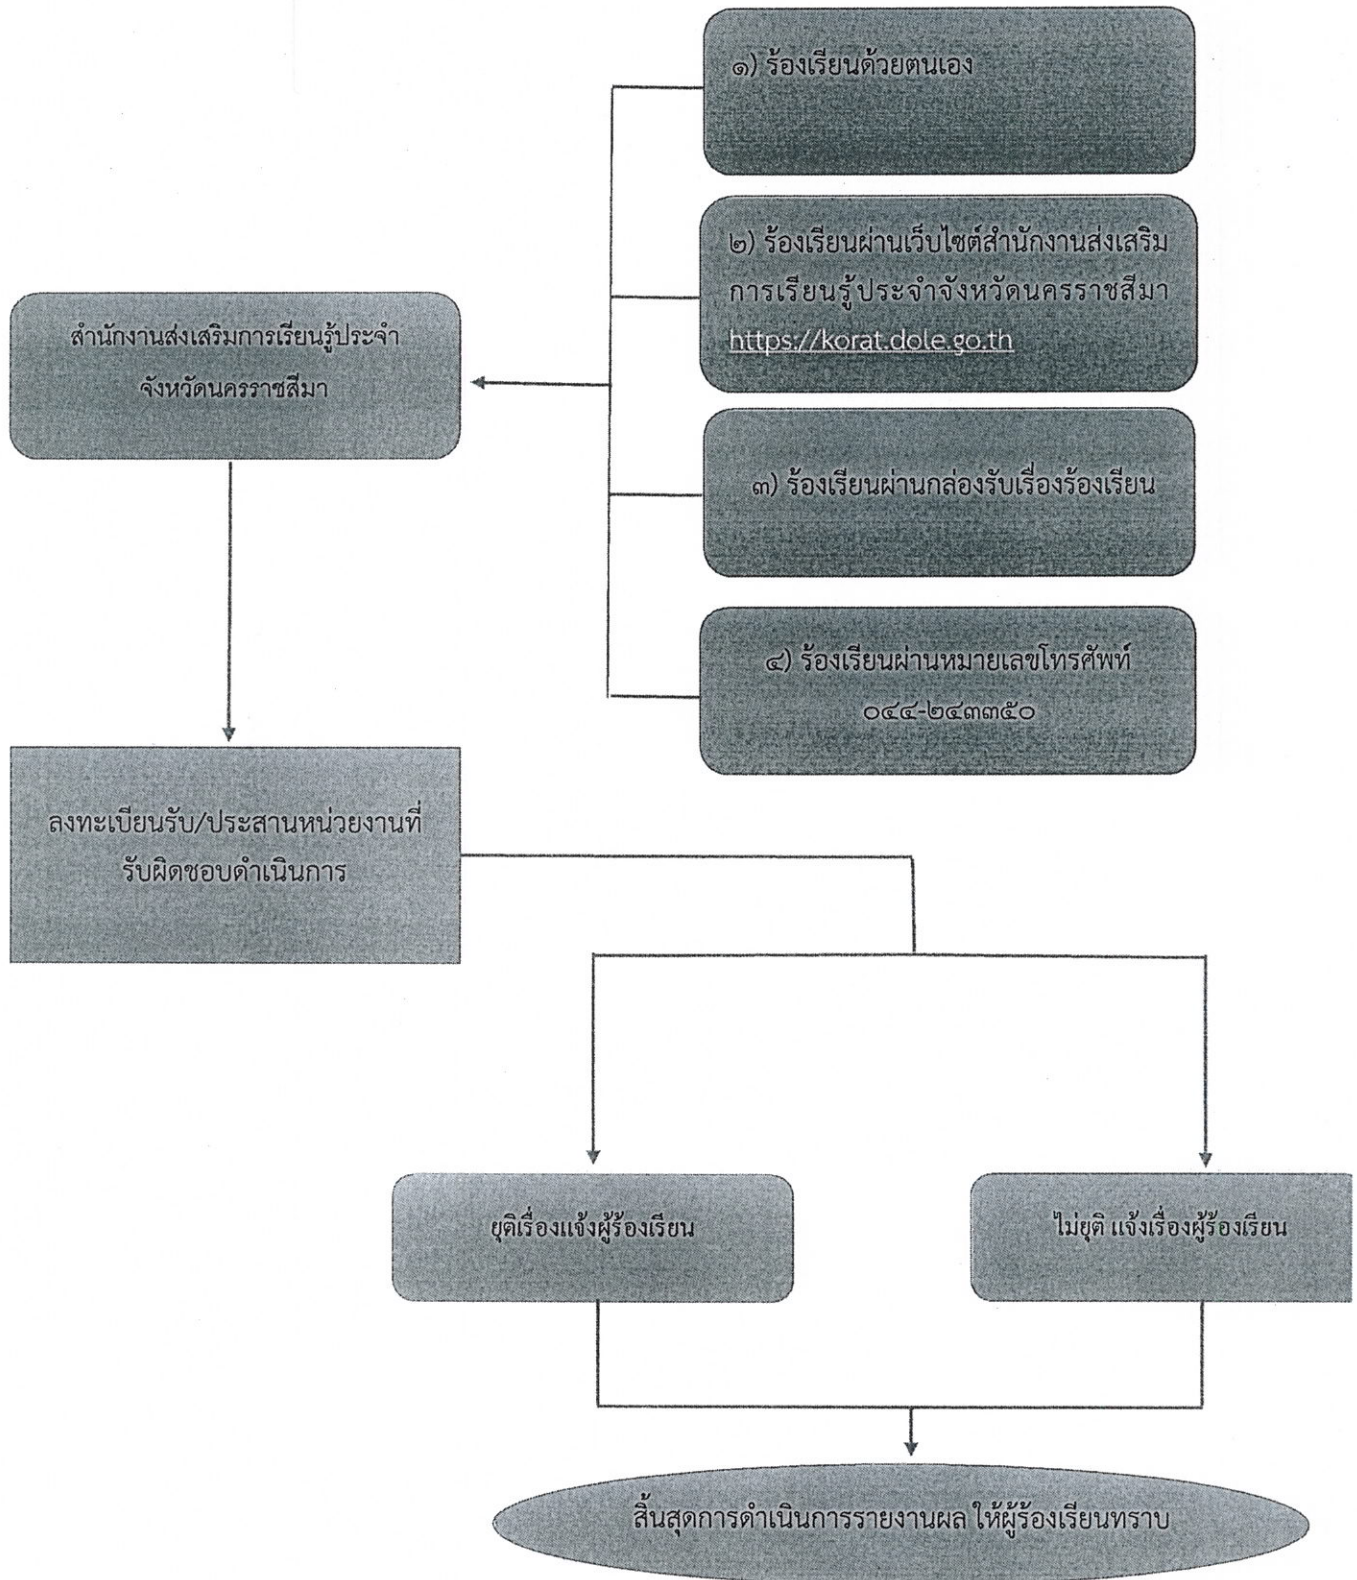 ๑) ร้องเรียนด้วยตนเอง
๒) ร้องเรียนผ่านเว็บไซต์สำนักงานส่งเสริม
การเรียนรู้ประจำจังหวัดนครราชสีมา
https://korat.dole.go.th
สำนักงานส่งเสริมการเรียนรู้ประจำ
จังหวัดนครราชสีมา
๓) ร้องเรียนผ่านกล่องรับเรื่องร้องเรียน
๔) ร้องเรียนผ่านหมายเลขโทรศัพท์
๐๔๔-๒๔๓๓๕๐
ลงทะเบียนรับ/ประสานหน่วยงานที่
รับผิดชอบดำเนินการ
ยุติเรื่องแจ้งผู้ร้องเรียน
ไม่ยุติ แจ้งเรื่องผู้ร้องเรียน
สิ้นสุดการดำเนินการรายงานผล ให้ผู้ร้องเรียนทราบ